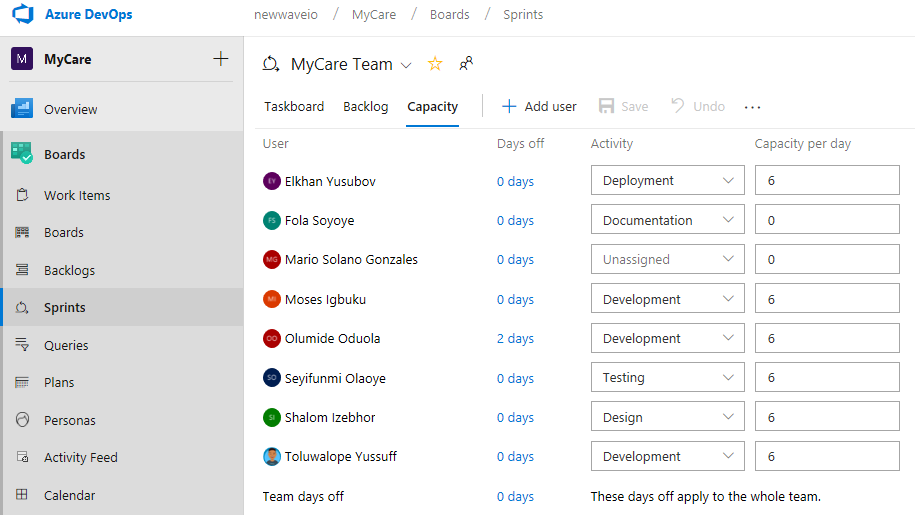 Azure DevOps
newwaveio / MyCare / Boards / Sprints
M MyCare
Overview
Boards
Work Items
Boards
Backlogs
Sprints
Queries
Plans
Personas
Activity Feed
Calendar
MyCare Team
Taskboard Backlog Capacity Add user Save Undo ...
User Days off Activity Capacity per day
EY Elkhan Yusubov 0 days Deployment 6
FS Fola Soyoye 0 days Documentation 0
MG Mario Solano Gonzales 0 days Unassigned 0
MI Moses Igbuku 0 days Development 6
OO Olumide Oduola 2 days Development 6
SO Seyifunmi Olaoye 0 days Testing 6
SI Shalom Izebhor 0 days Design 6
Toluwalope Yussuff 0 days Development 6
Team days off 0 days These days off apply to the whole team.